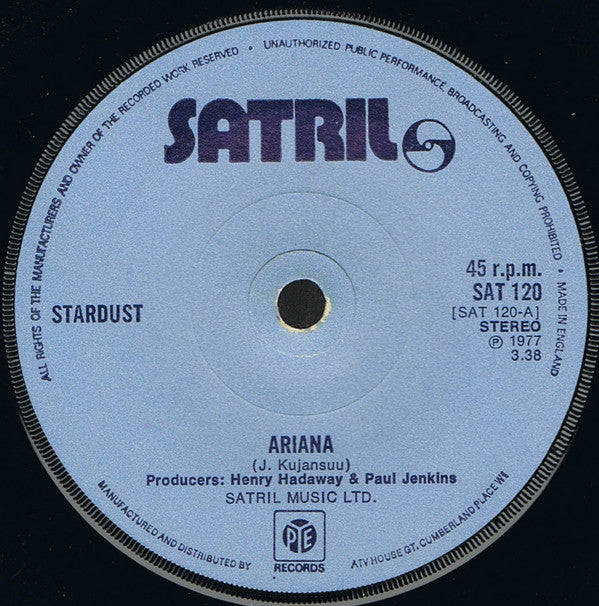 ALL RIGHTS OF THE MANUFACTURERS AND OWNER OF THE RECORDED WORK RESERVED • UNAUTHORIZED PUBLIC PERFORMANCE BROADCASTING AND COPYING PROHIBITED • MADE IN ENGLAND
SATRIL
STARDUST
45 r.p.m.
SAT 120
[SAT 120-A]
STEREO
Ⓟ 1977
3.38
ARIANA
(J. Kujansuu)
Producers: Henry Hadaway & Paul Jenkins
SATRIL MUSIC LTD.
PYE
RECORDS
MANUFACTURED AND DISTRIBUTED BY
ATV HOUSE GT. CUMBERLAND PLACE W1